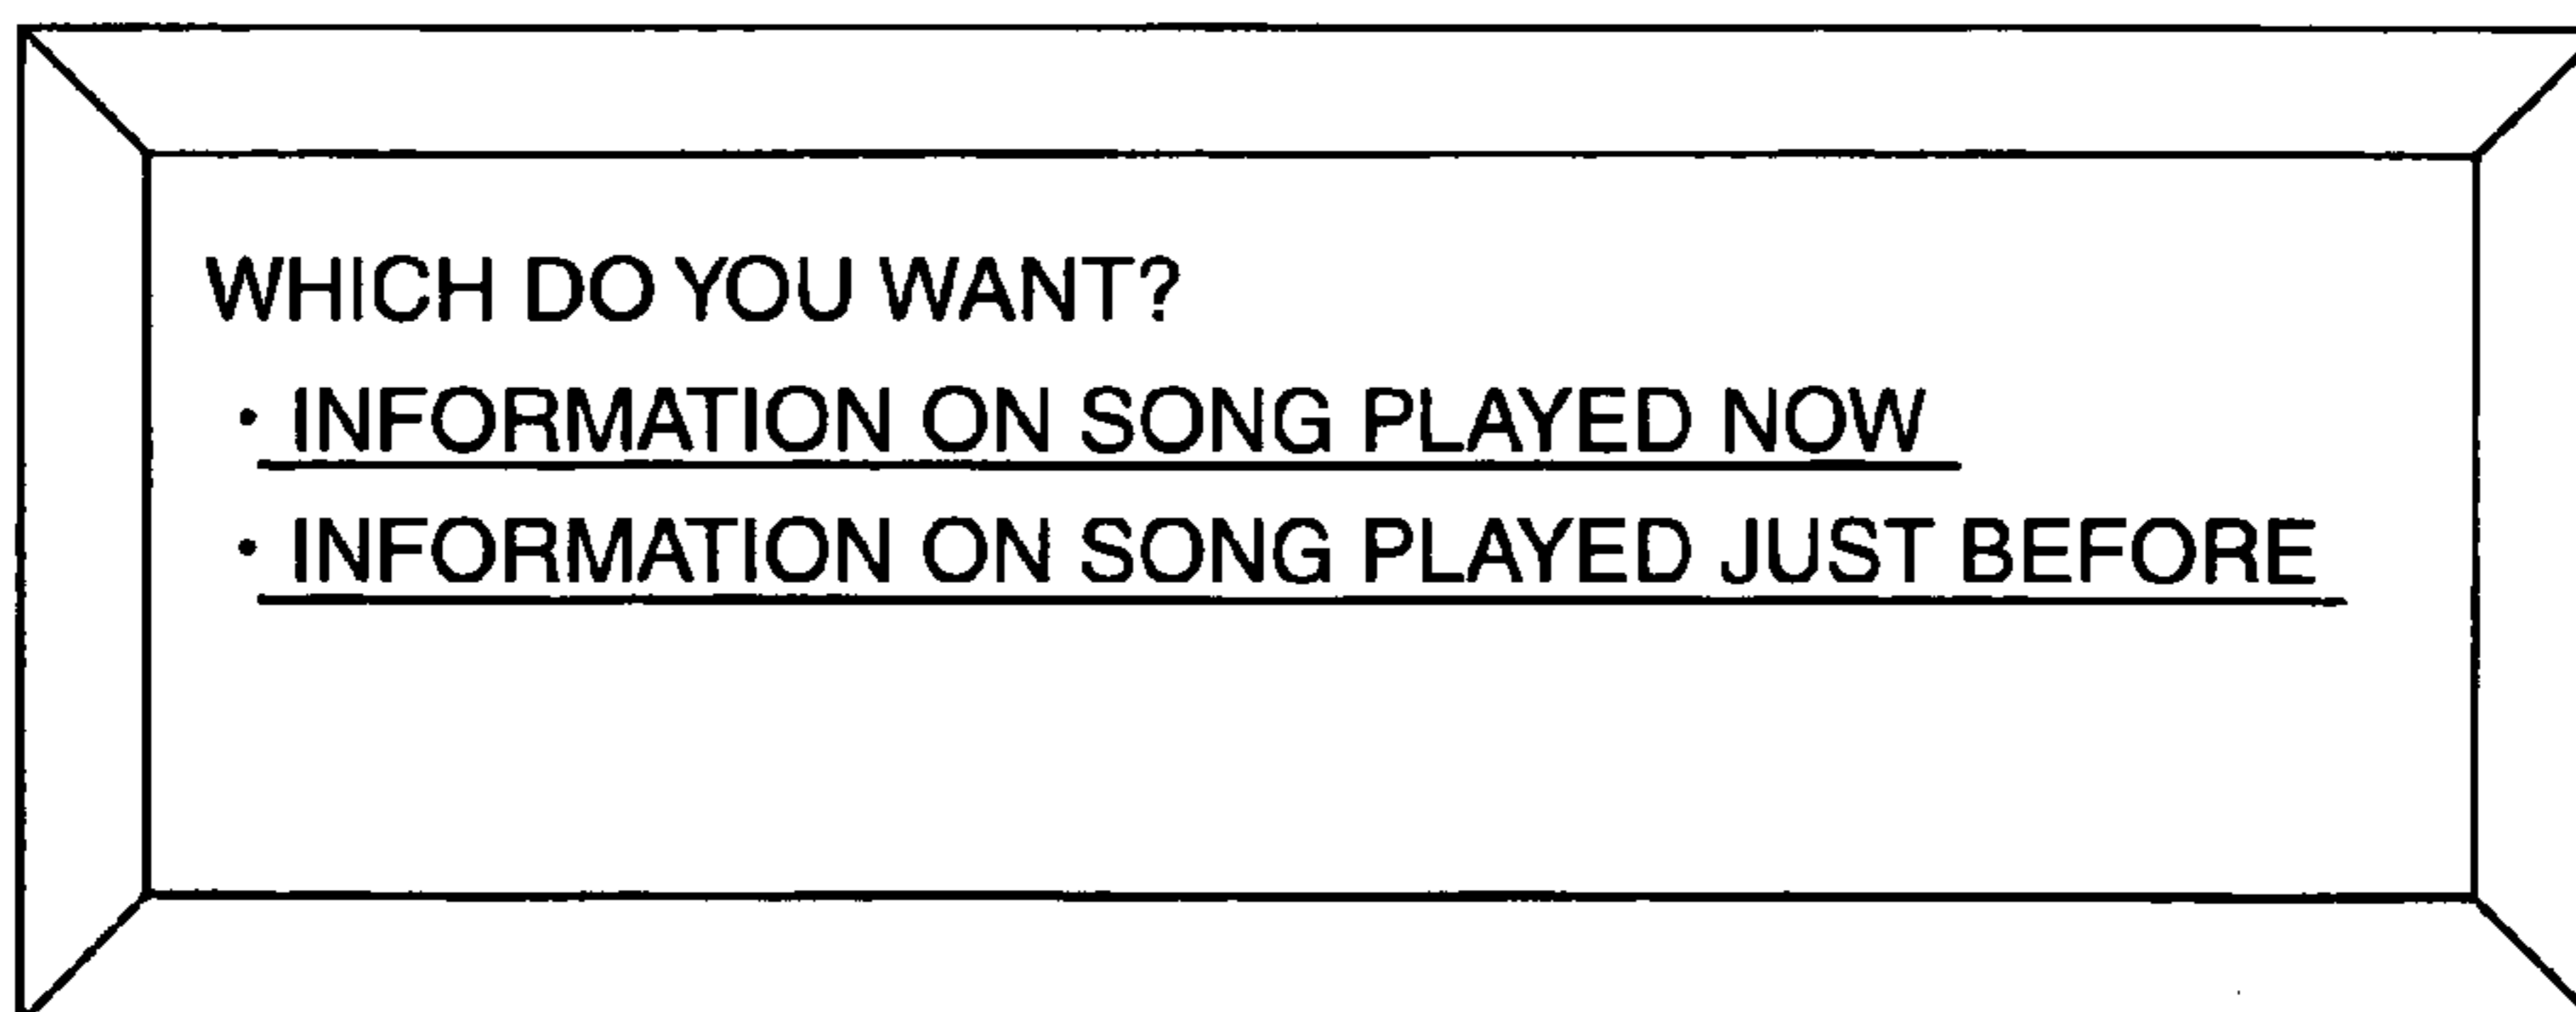 WHICH DO YOU WANT?
· INFORMATION ON SONG PLAYED NOW
· INFORMATION ON SONG PLAYED JUST BEFORE